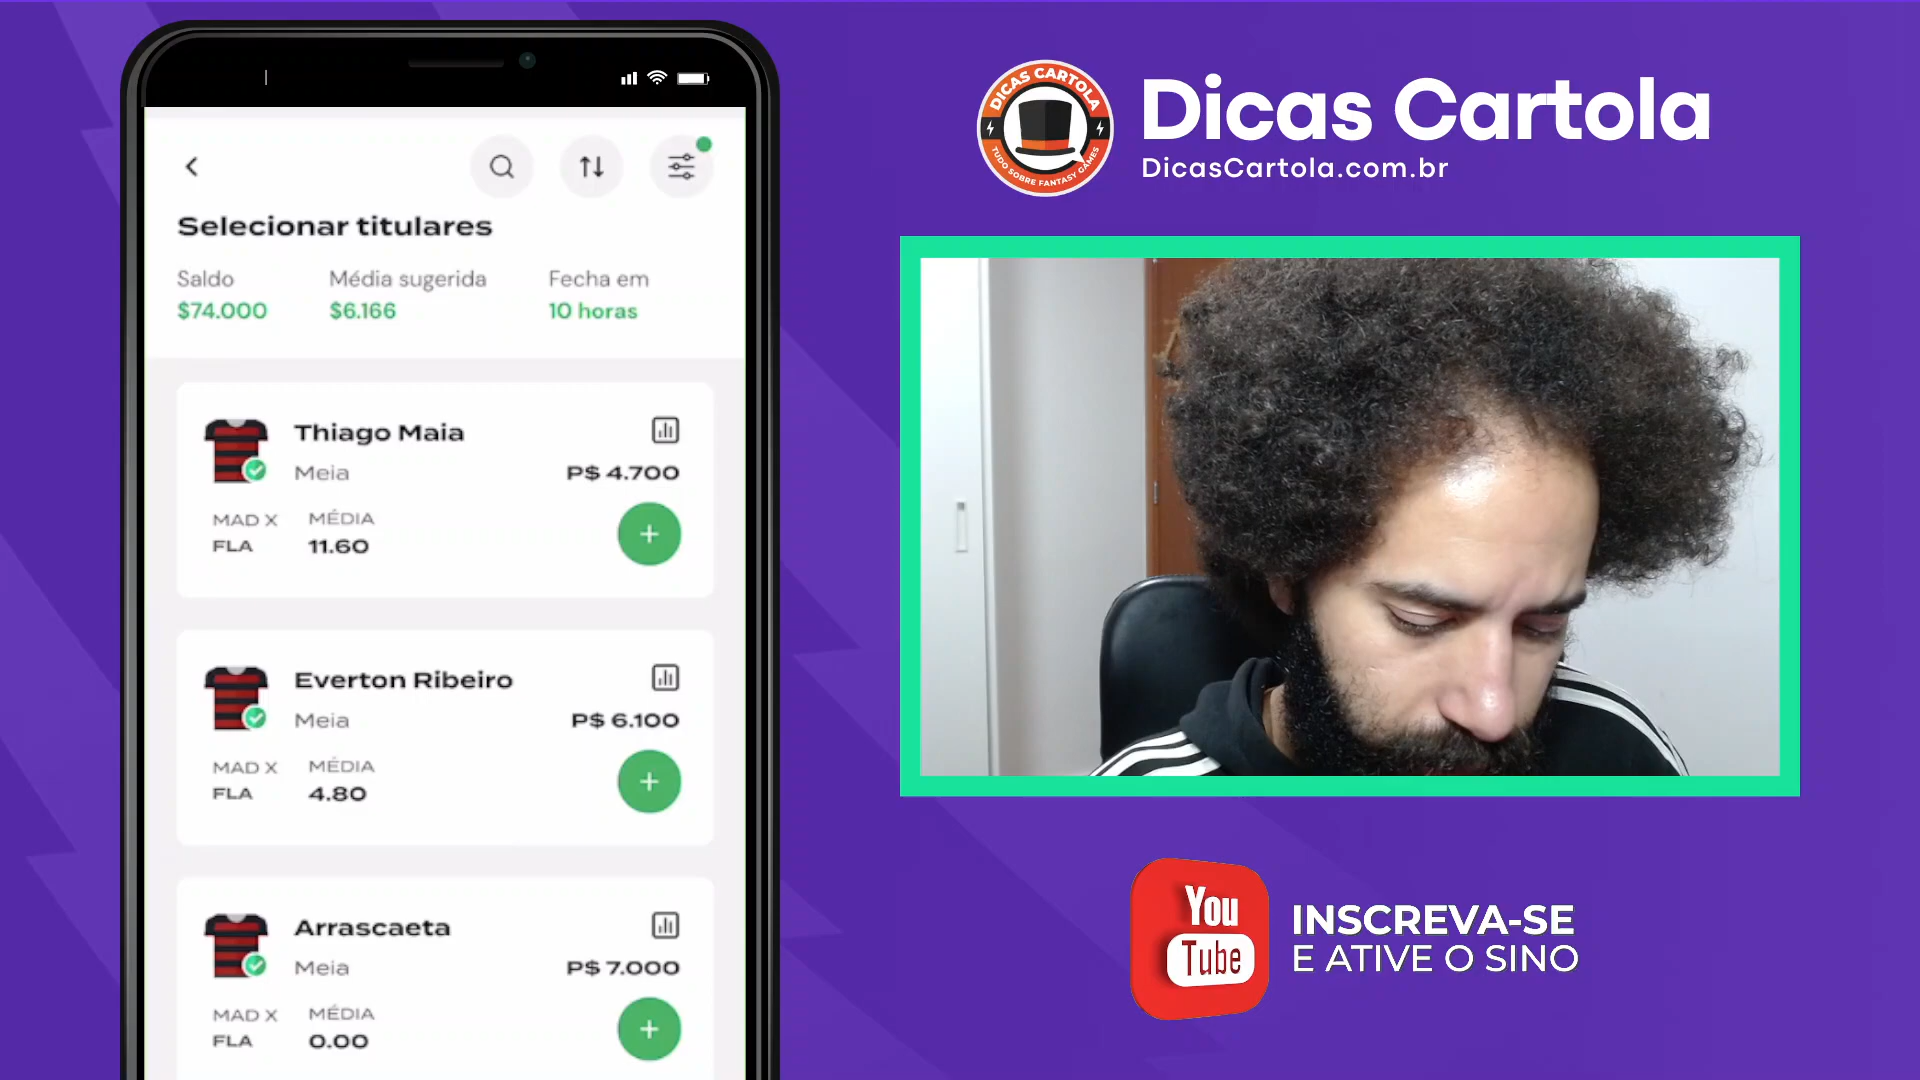 Selecionar titulares
Saldo
Média sugerida
Fecha em
$74.000
$6.166
10 horas
Thiago Maia
Meia
P$ 4.700
MAD X
FLA
MÉDIA
11.60
Everton Ribeiro
Meia
P$ 6.100
MAD X
FLA
MÉDIA
4.80
Arrascaeta
Meia
P$ 7.000
MAD X
FLA
MÉDIA
0.00
DICAS CARTOLA
TUDO SOBRE FANTASY GAMES
Dicas Cartola
DicasCartola.com.br
You
Tube
INSCREVA-SE
E ATIVE O SINO